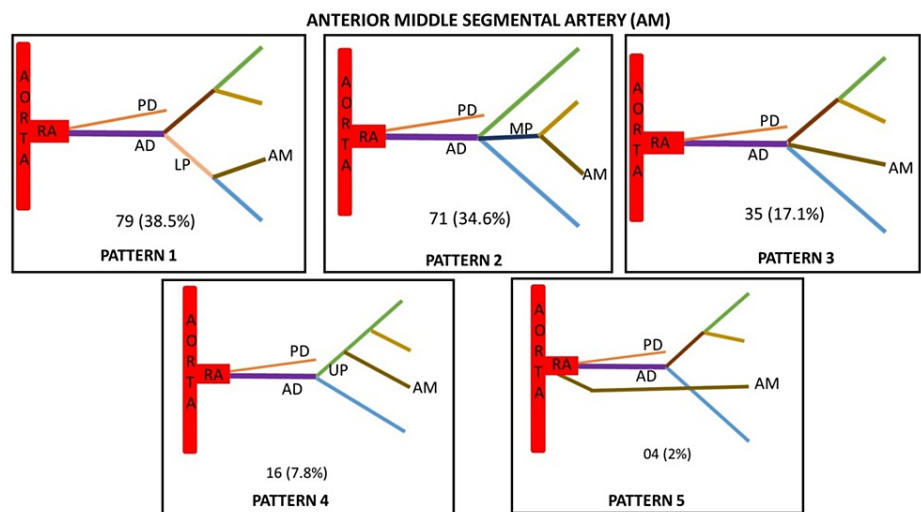 ANTERIOR MIDDLE SEGMENTAL ARTERY (AM)
AORTA
RA
PD
AD
LP
AM
79 (38.5%)
PATTERN 1
AORTA
RA
PD
AD
MP
AM
71 (34.6%)
PATTERN 2
AORTA
RA
PD
AD
AM
35 (17.1%)
PATTERN 3
AORTA
RA
PD
AD
UP
AM
16 (7.8%)
PATTERN 4
AORTA
RA
PD
AD
AM
04 (2%)
PATTERN 5